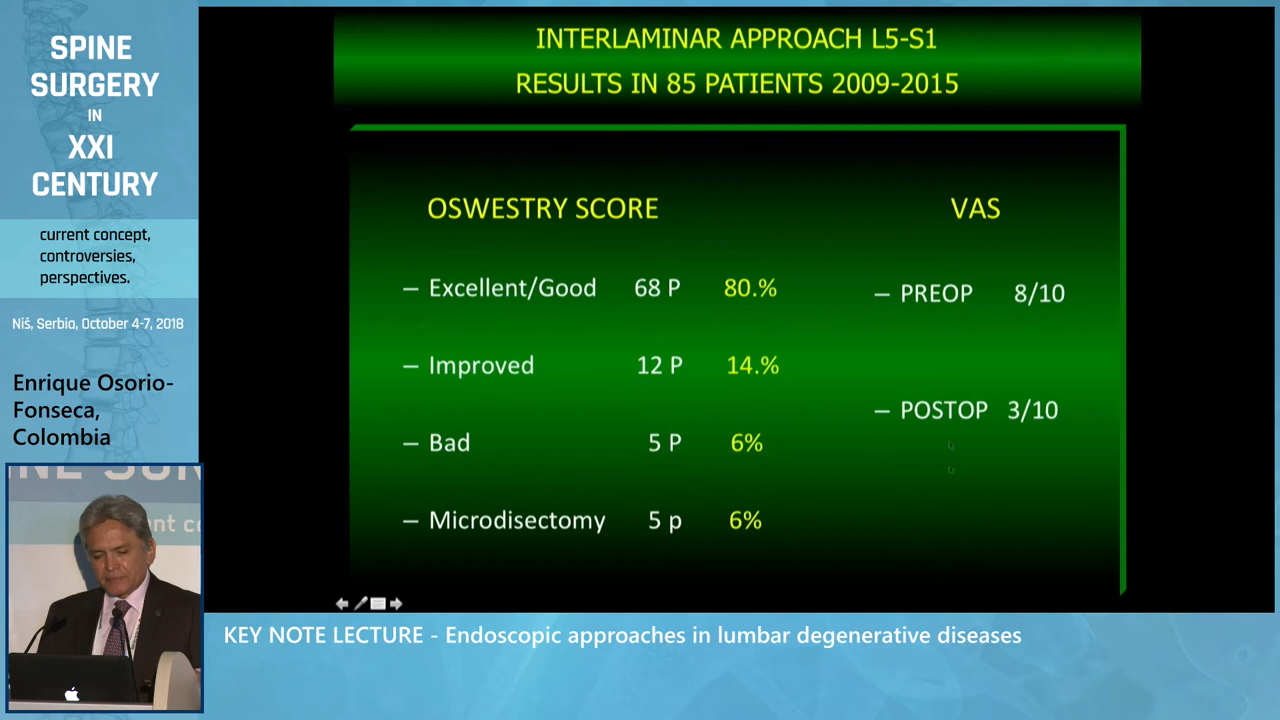 SPINE
SURGERY
IN
XXI
CENTURY
current concept,
controversies,
perspectives.
Niš, Serbia, October 4-7, 2018
Enrique Osorio-
Fonseca,
Colombia
INTERLAMINAR APPROACH L5-S1
RESULTS IN 85 PATIENTS 2009-2015
OSWESTRY SCORE
– Excellent/Good 68 P 80.%
– Improved 12 P 14.%
– Bad 5 P 6%
– Microdisectomy 5 p 6%
VAS
– PREOP 8/10
– POSTOP 3/10
KEY NOTE LECTURE - Endoscopic approaches in lumbar degenerative diseases